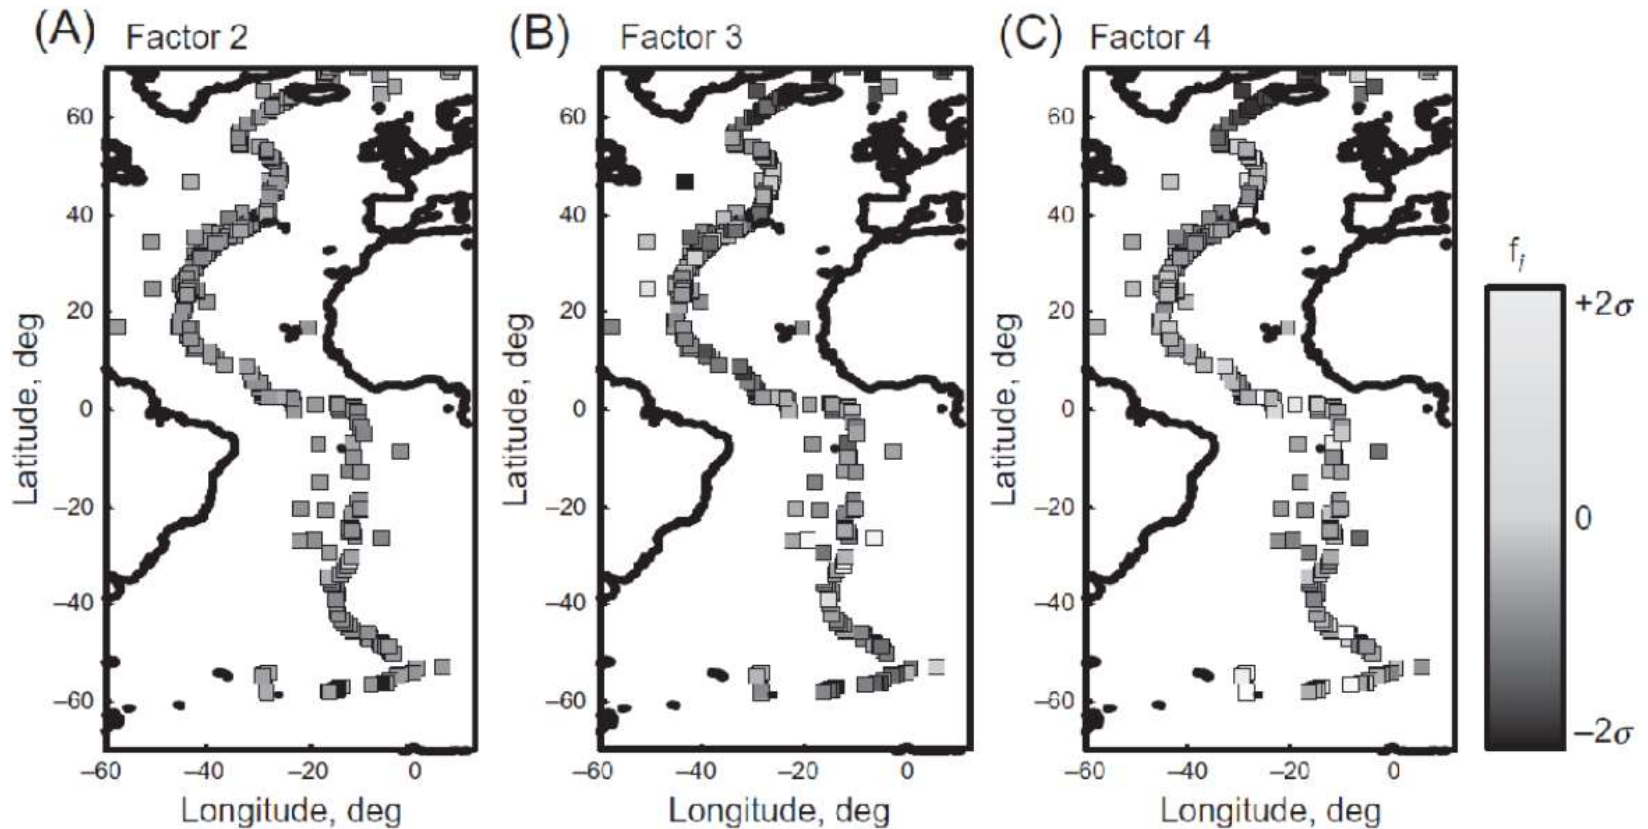 (A) Factor 2
(B) Factor 3
(C) Factor 4
60
40
20
0
–20
–40
–60
Latitude, deg
–60 –40 –20 0
Longitude, deg
60
40
20
0
–20
–40
–60
Latitude, deg
–60 –40 –20 0
Longitude, deg
60
40
20
0
–20
–40
–60
Latitude, deg
–60 –40 –20 0
Longitude, deg
fi
+2σ
0
–2σ